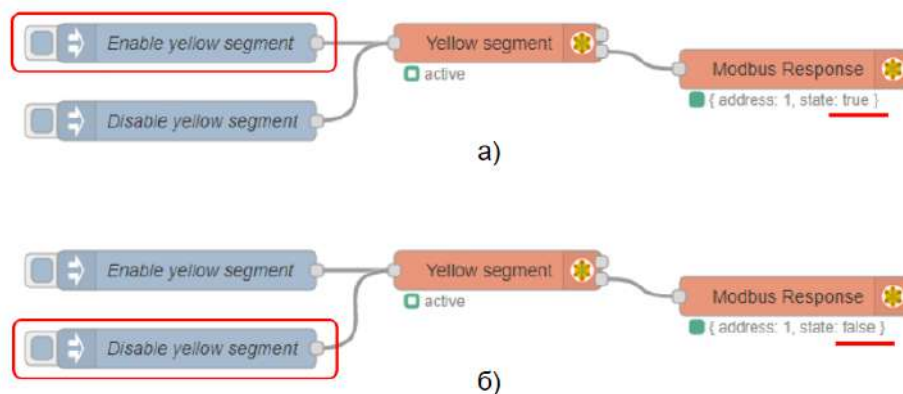 Enable yellow segment
Yellow segment
active
Modbus Response
{ address: 1, state: true }
Disable yellow segment
а)
Enable yellow segment
Yellow segment
active
Modbus Response
{ address: 1, state: false }
Disable yellow segment
б)